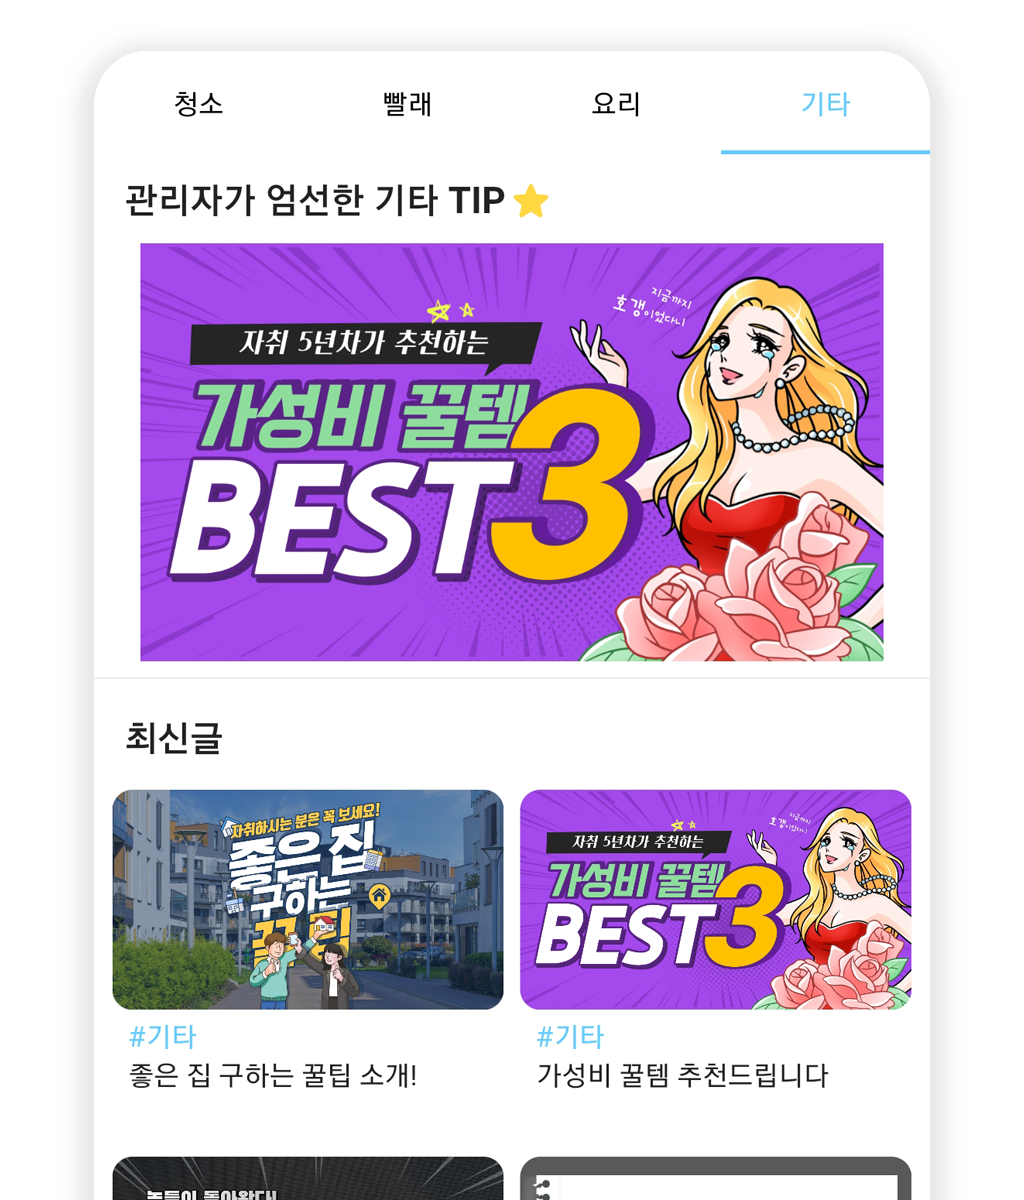 청소
빨래
요리
기타
관리자가 엄선한 기타 TIP
지금까지
호갱이었다니
자취 5년차가 추천하는
가성비 꿀템
BEST3
최신글
자취하시는 분은 꼭 보세요!
좋은 집
구하는
꿀팁
지금까지
호갱이었다니
자취 5년차가 추천하는
가성비 꿀템
BEST3
#기타
좋은 집 구하는 꿀팁 소개!
#기타
가성비 꿀템 추천드립니다
돌아왔다!